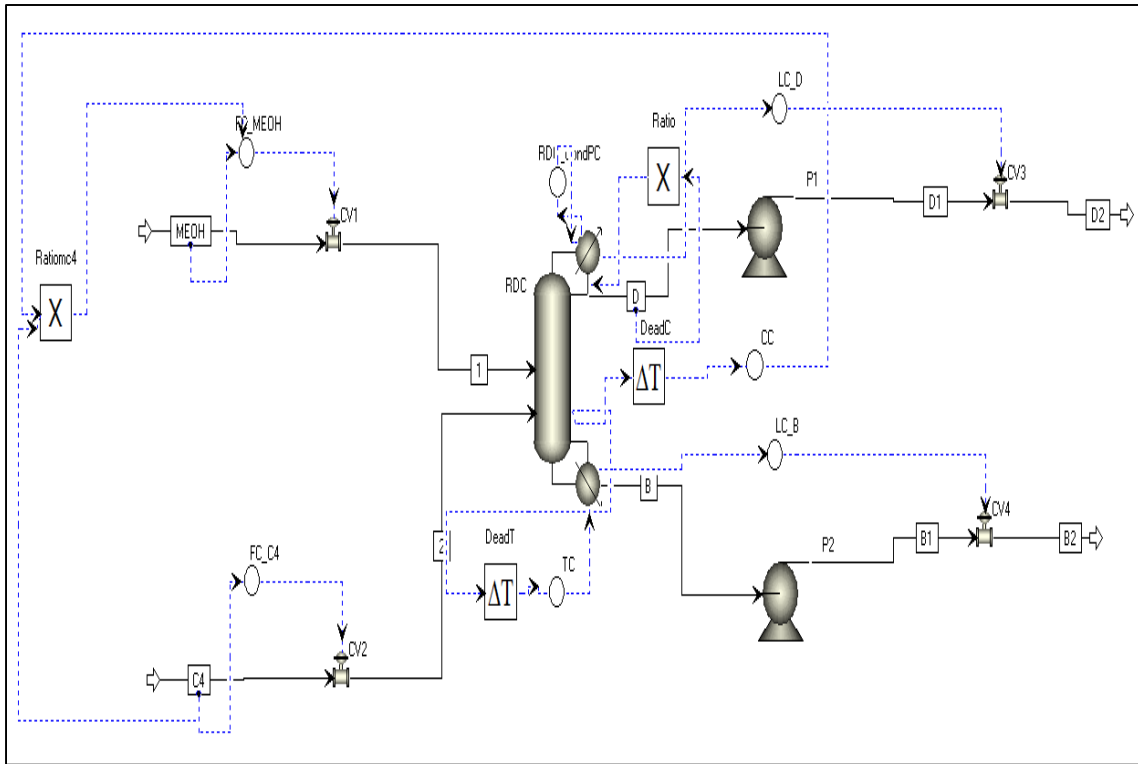 LC_D
FC_MEOH
Ratio
P1
CV3
D1
D2
CV1
MEOH
X
Ratiomc4
X
RDC
D
DeadC
CC
ΔT
1
LC_B
B
CV4
B1
B2
2
DeadT
P2
TC
FC_C4
ΔT
CV2
C4